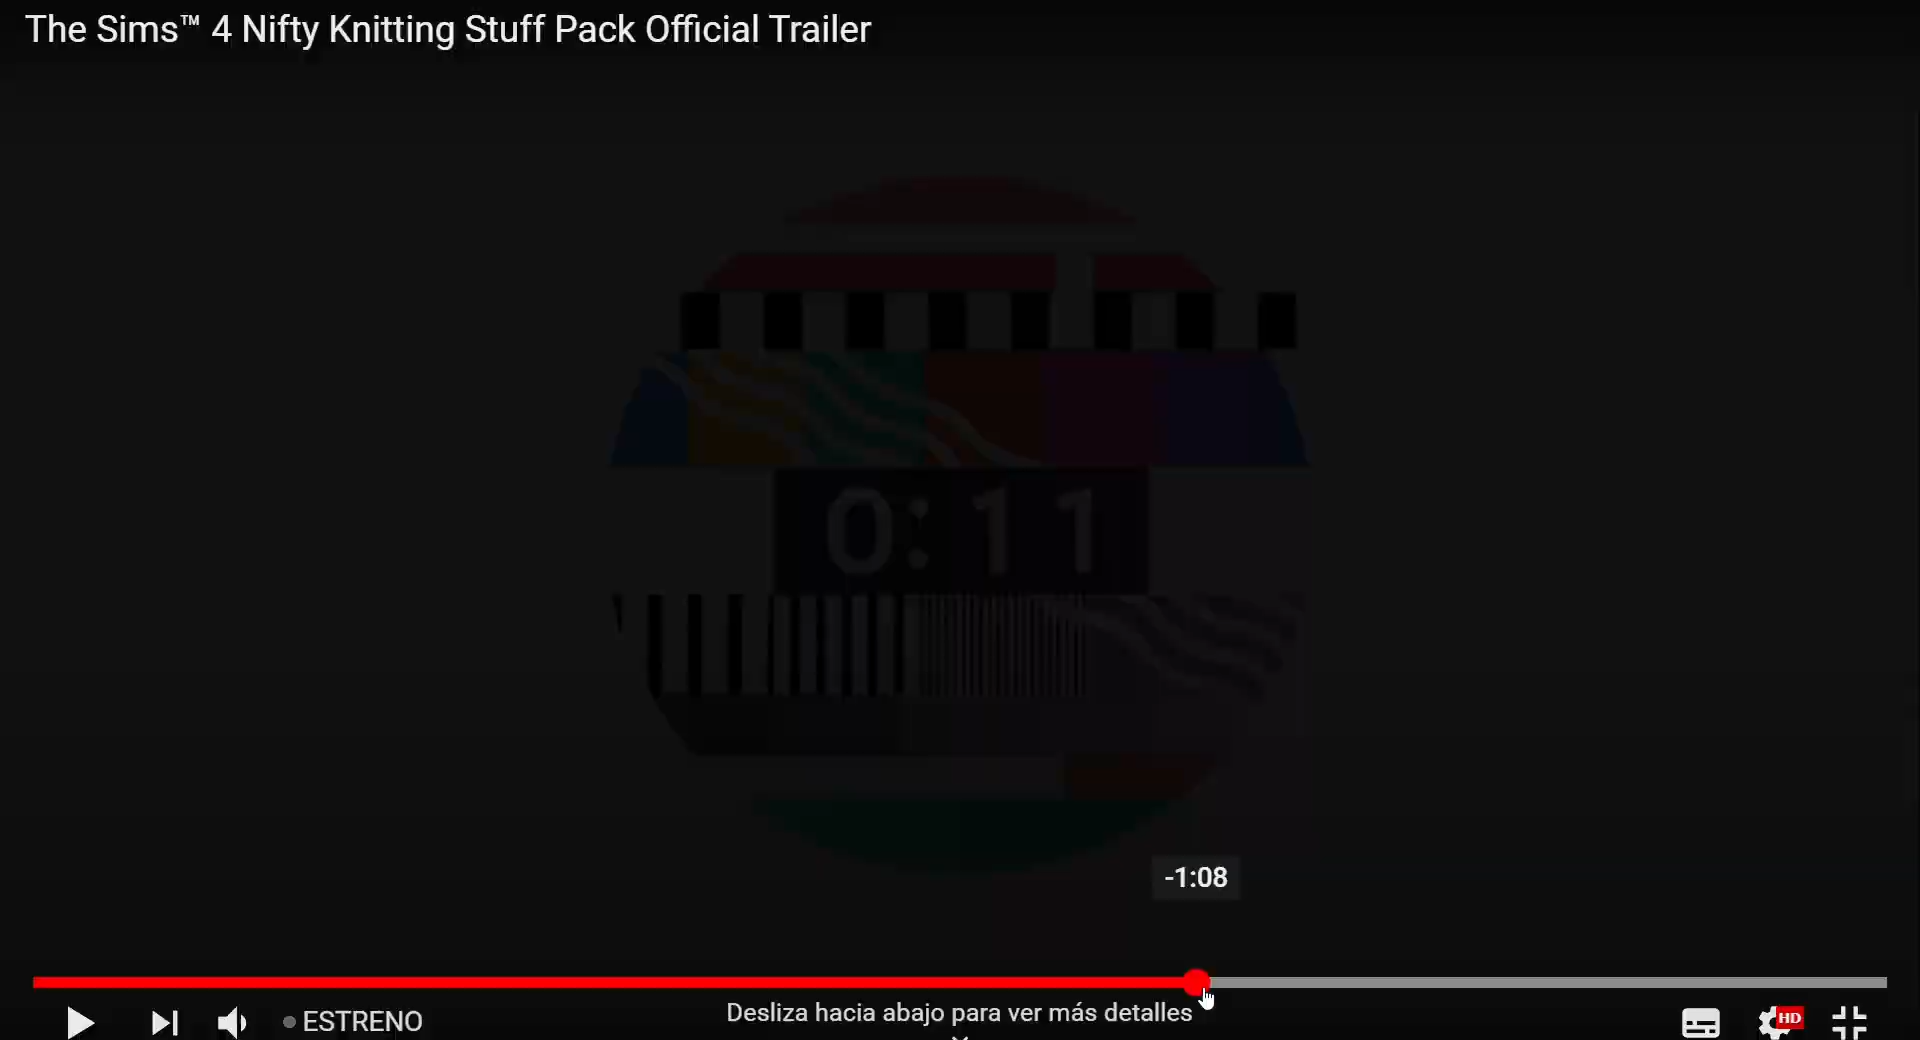 The Sims™ 4 Nifty Knitting Stuff Pack Official Trailer
0:11
-1:08
ESTRENO
Desliza hacia abajo para ver más detalles
HD